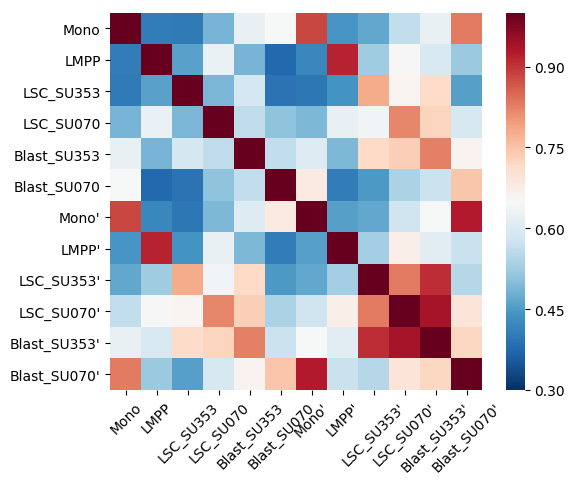 Mono
LMPP
LSC_SU353
LSC_SU070
Blast_SU353
Blast_SU070
Mono'
LMPP'
LSC_SU353'
LSC_SU070'
Blast_SU353'
Blast_SU070'
0.90
0.75
0.60
0.45
0.30
Mono
LMPP
LSC_SU353
LSC_SU070
Blast_SU353
Blast_SU070
Mono'
LMPP'
LSC_SU353'
LSC_SU070'
Blast_SU353'
Blast_SU070'